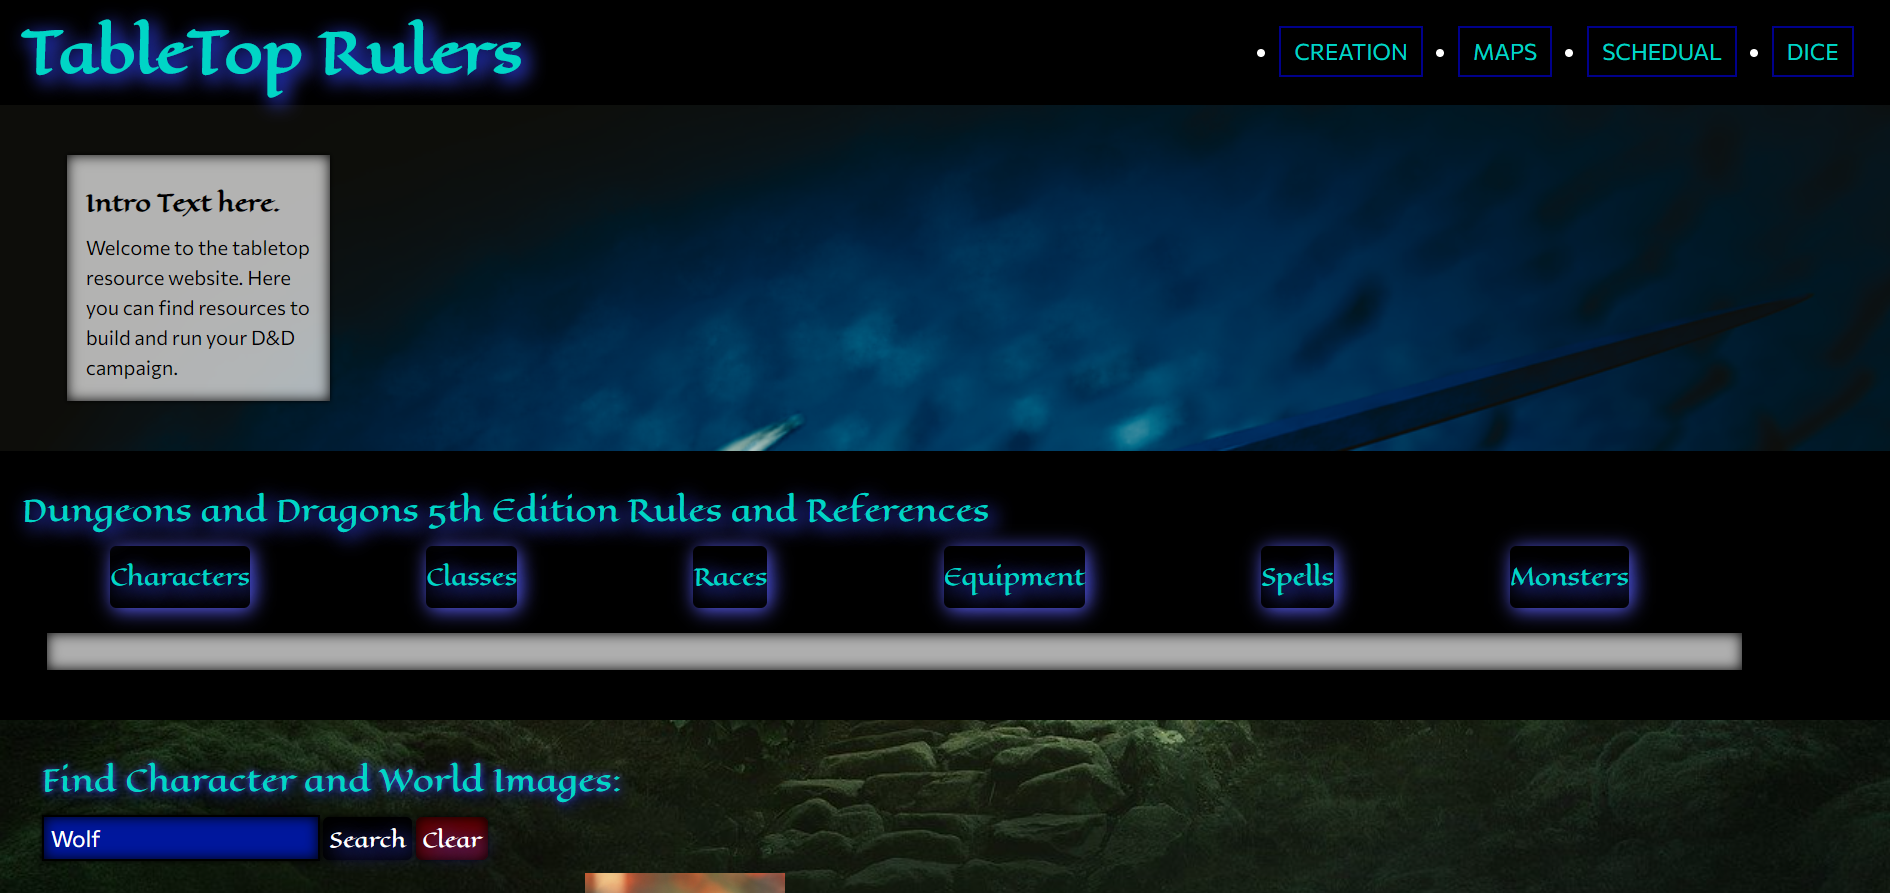 TableTop Rulers
CREATION
MAPS
SCHEDUAL
DICE
Intro Text here.
Welcome to the tabletop
resource website. Here
you can find resources to
build and run your D&D
campaign.
Dungeons and Dragons 5th Edition Rules and References
Characters
Classes
Races
Equipment
Spells
Monsters
Find Character and World Images:
Wolf
Search
Clear